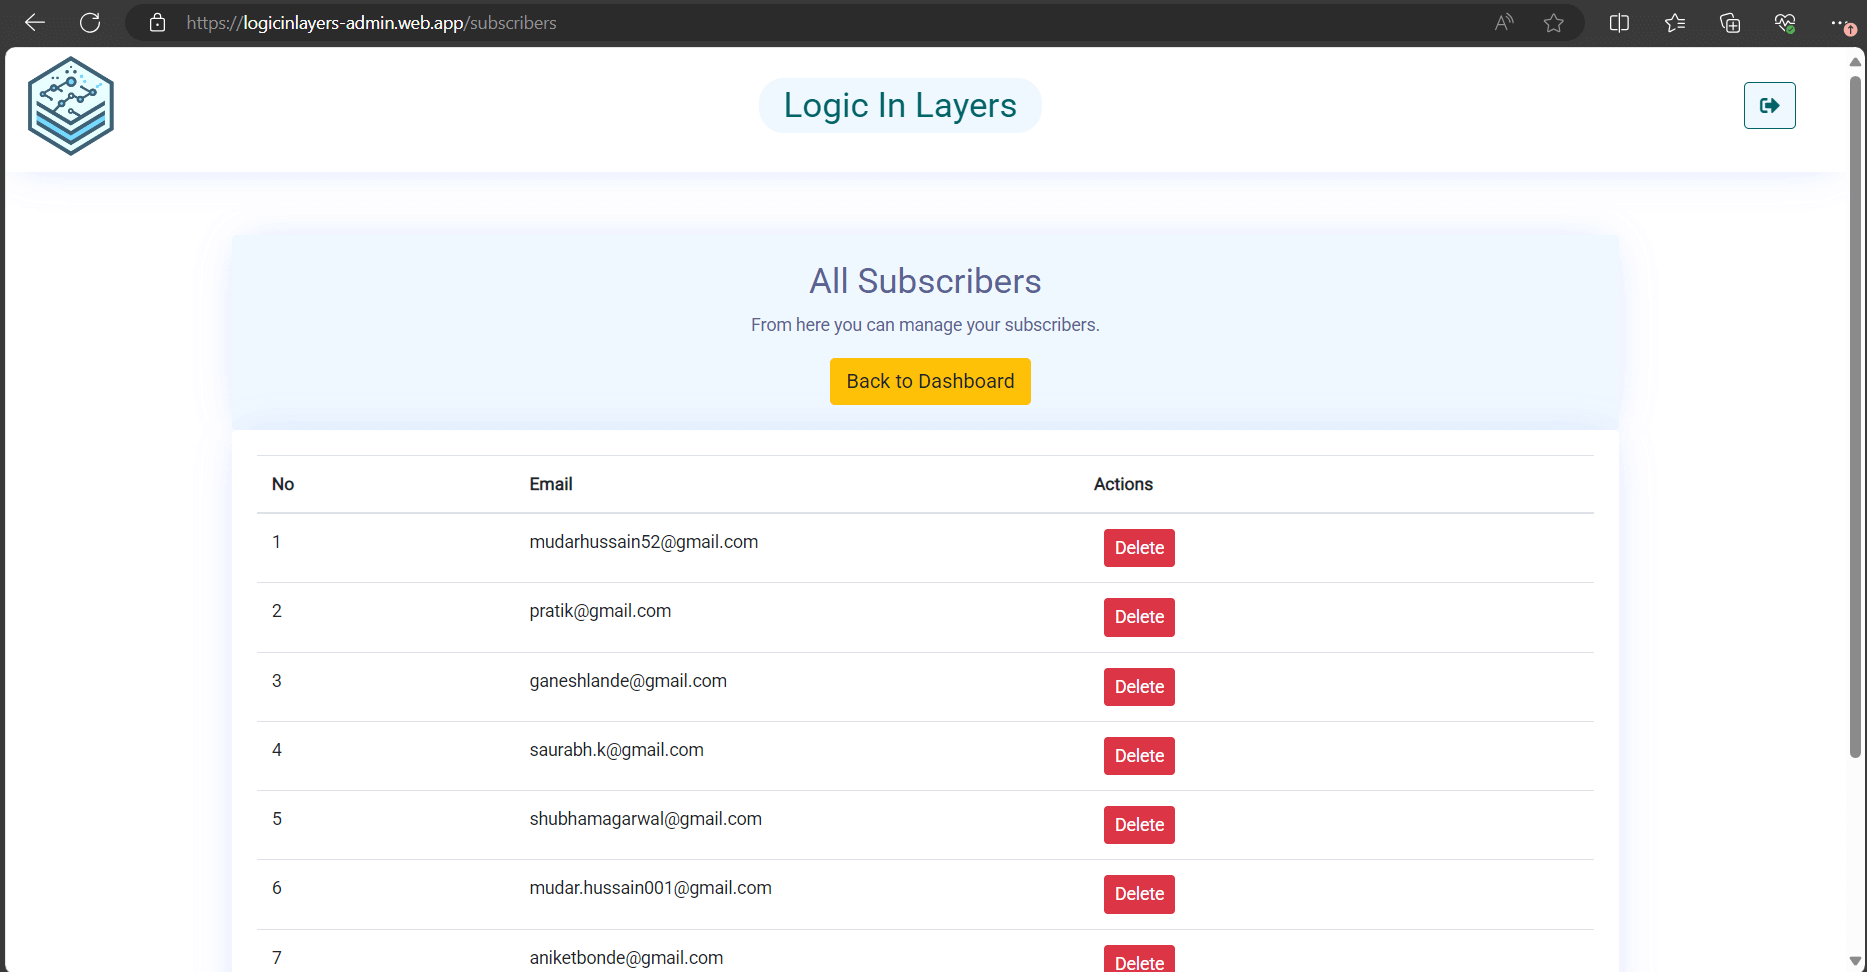 https://logicinlayers-admin.web.app/subscribers
Logic In Layers
All Subscribers
From here you can manage your subscribers.
Back to Dashboard
No Email Actions
1 mudarhussain52@gmail.com Delete
2 pratik@gmail.com Delete
3 ganeshlande@gmail.com Delete
4 saurabh.k@gmail.com Delete
5 shubhamagarwal@gmail.com Delete
6 mudar.hussain001@gmail.com Delete
7 aniketbonde@gmail.com Delete